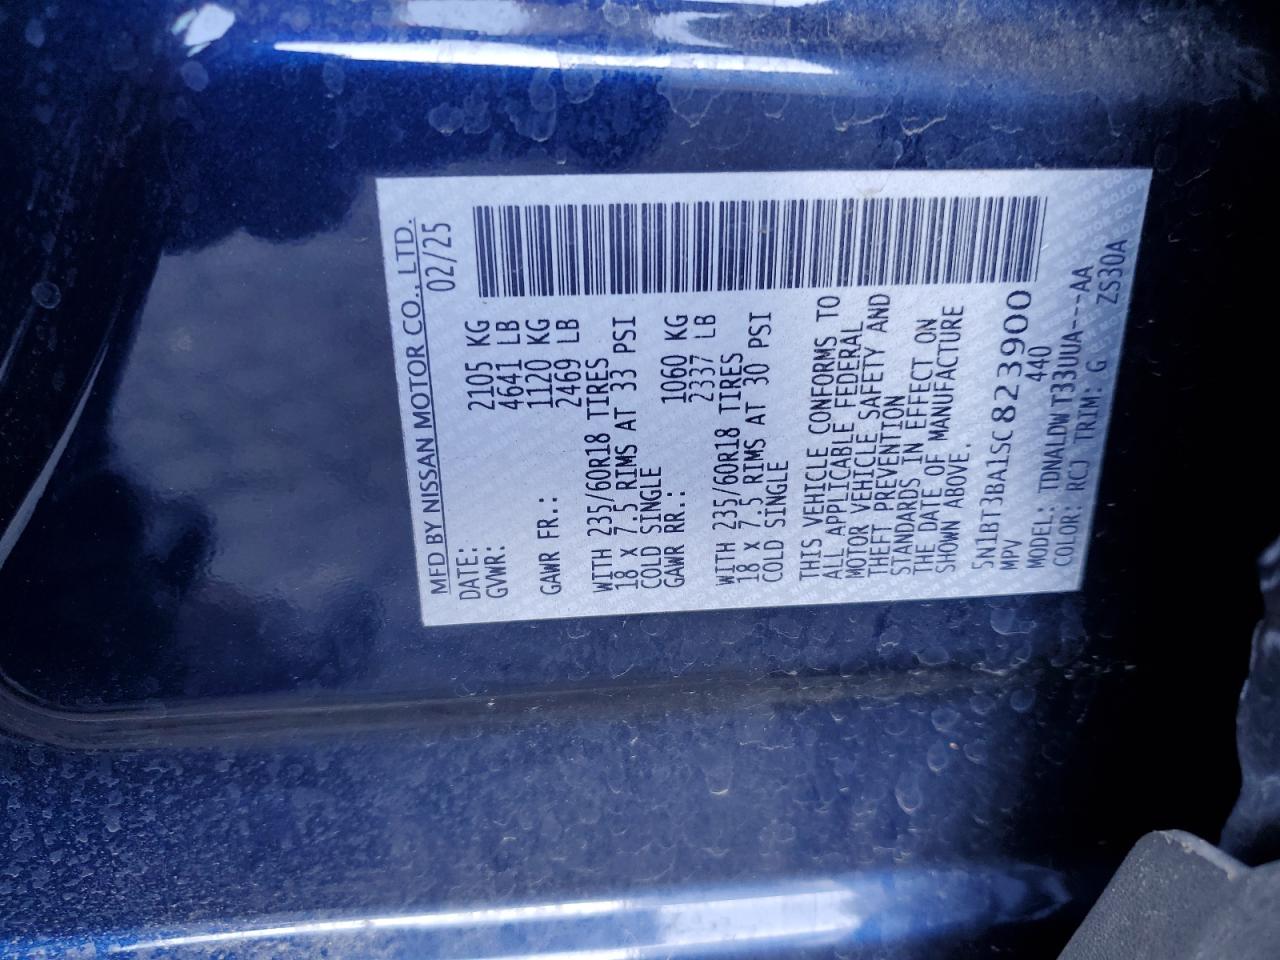 MFD BY NISSAN MOTOR CO., LTD.
DATE: 02/25
GVWR: 2105 KG
4641 LB
GAWR FR.: 1120 KG
2469 LB
WITH 235/60R18 TIRES
18 X 7.5 RIMS AT 33 PSI
COLD SINGLE
GAWR RR.: 1060 KG
2337 LB
WITH 235/60R18 TIRES
18 X 7.5 RIMS AT 30 PSI
COLD SINGLE
THIS VEHICLE CONFORMS TO
ALL APPLICABLE FEDERAL
MOTOR VEHICLE SAFETY AND
THEFT PREVENTION
STANDARDS IN EFFECT ON
THE DATE OF MANUFACTURE
SHOWN ABOVE.
5N1BT3BA1SC823900
MPV 440
MODEL: TDNALDWT33UUA---AA
COLOR: RCJ TRIM: G ZS30A